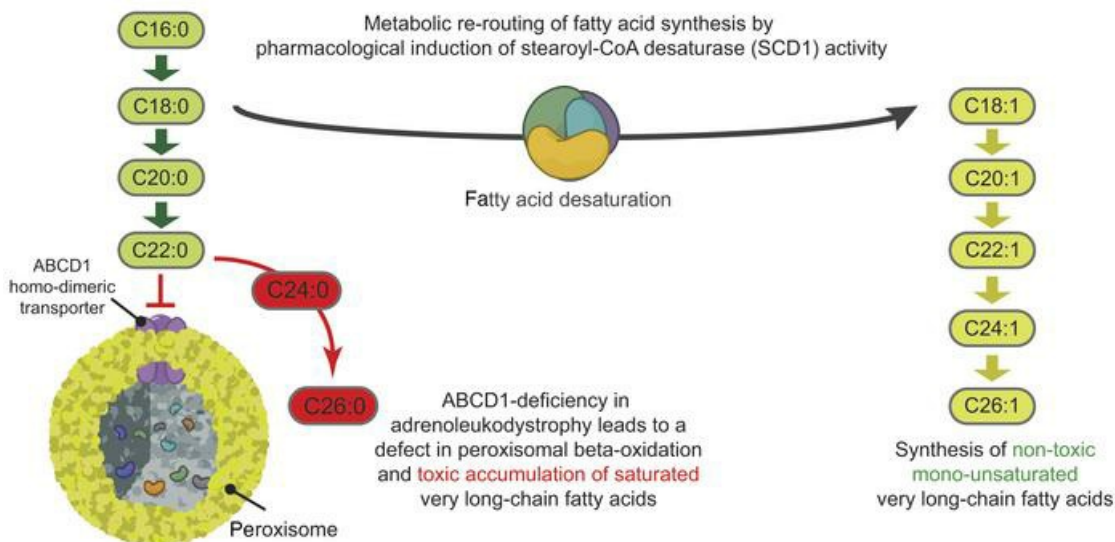 C16:0
Metabolic re-routing of fatty acid synthesis by
pharmacological induction of stearoyl-CoA desaturase (SCD1) activity
C18:0
C18:1
C20:0
C20:1
Fatty acid desaturation
C22:0
C22:1
ABCD1
homo-dimeric
transporter
C24:0
C24:1
C26:0
C26:1
ABCD1-deficiency in
adrenoleukodystrophy leads to a
defect in peroxisomal beta-oxidation
and toxic accumulation of saturated
very long-chain fatty acids
Synthesis of non-toxic
mono-unsaturated
very long-chain fatty acids
Peroxisome